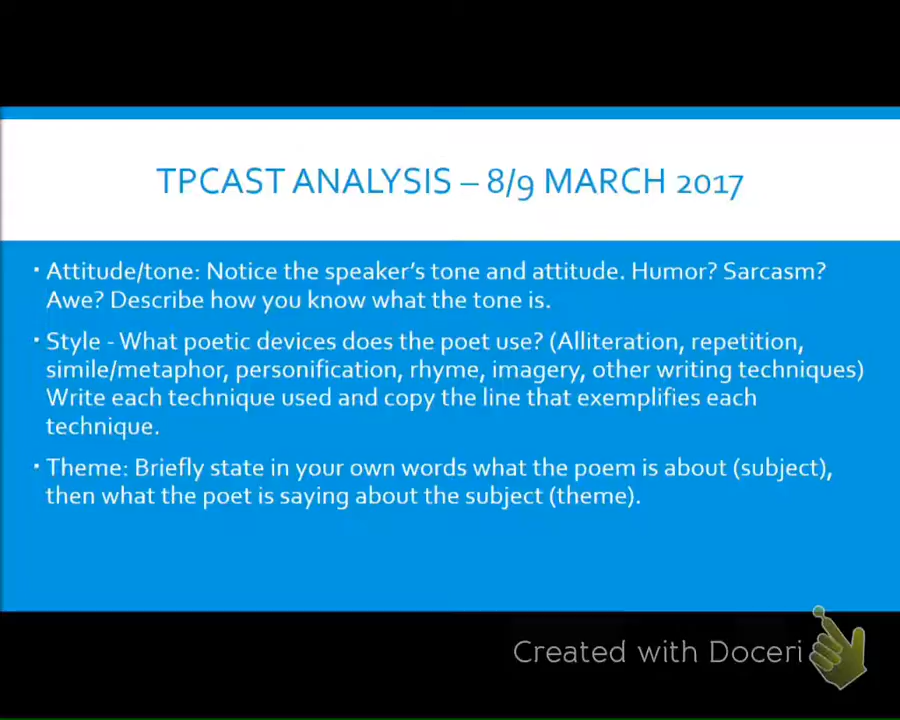 TPCAST ANALYSIS – 8/9 MARCH 2017
▪ Attitude/tone: Notice the speaker's tone and attitude. Humor? Sarcasm?
Awe? Describe how you know what the tone is.
▪ Style - What poetic devices does the poet use? (Alliteration, repetition,
simile/metaphor, personification, rhyme, imagery, other writing techniques)
Write each technique used and copy the line that exemplifies each
technique.
▪ Theme: Briefly state in your own words what the poem is about (subject),
then what the poet is saying about the subject (theme).
Created with Doceri